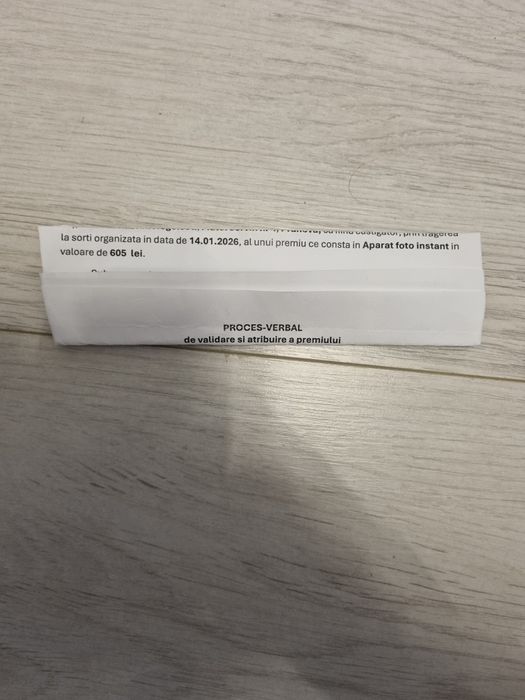 la sorti organizata in data de 14.01.2026, al unui premiu ce consta in Aparat foto instant in
valoare de 605 lei.
PROCES-VERBAL
de validare si atribuire a premiului